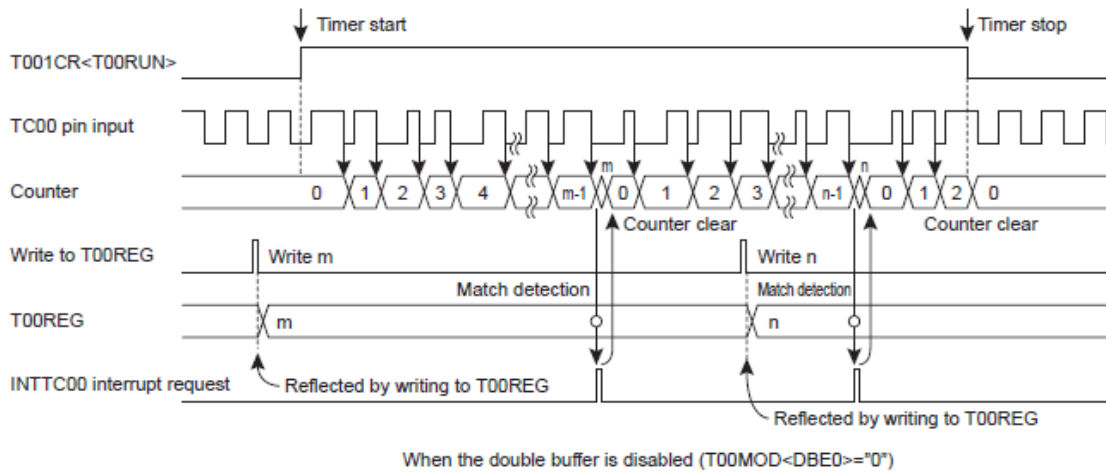 Timer start
Timer stop
T001CR<T00RUN>
TC00 pin input
m
n
Counter
0 1 2 3 4 m-1 0 1 2 3 n-1 0 1 2 0
Counter clear
Counter clear
Write to T00REG
Write m
Write n
Match detection
Match detection
T00REG
m
n
INTTC00 interrupt request
Reflected by writing to T00REG
Reflected by writing to T00REG
When the double buffer is disabled (T00MOD<DBE0>="0")